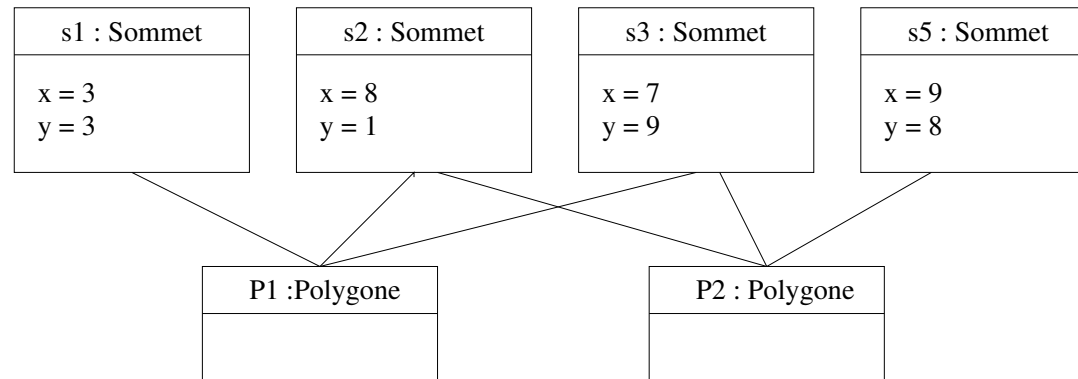 s1 : Sommet
x = 3
y = 3
s2 : Sommet
x = 8
y = 1
s3 : Sommet
x = 7
y = 9
s5 : Sommet
x = 9
y = 8
P1 :Polygone
P2 : Polygone